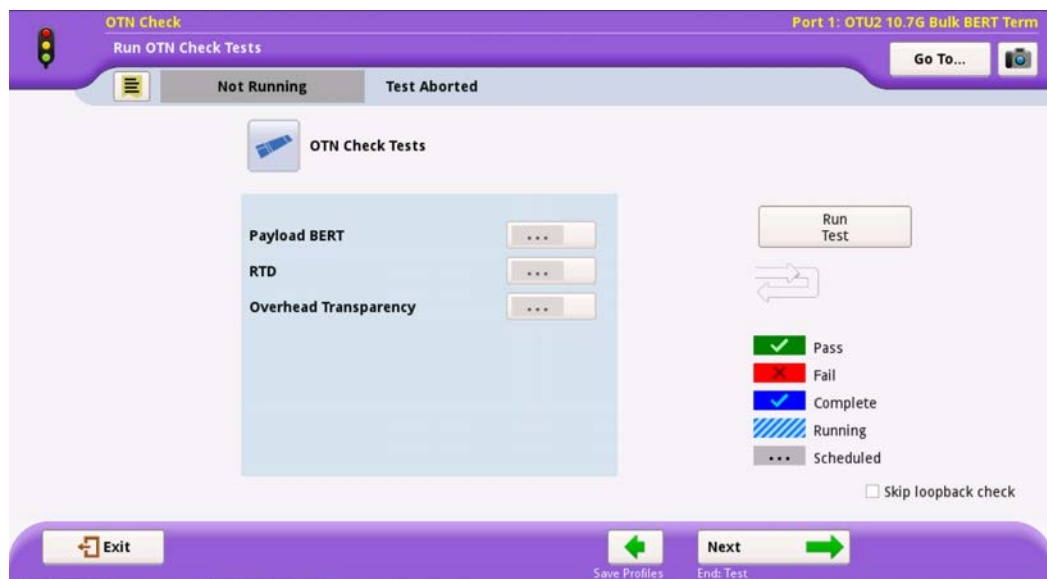 OTN Check
Port 1: OTU2 10.7G Bulk BERT Term
Run OTN Check Tests
Go To...
Not Running
Test Aborted
OTN Check Tests
Payload BERT
...
RTD
...
Overhead Transparency
...
Run
Test
Pass
Fail
Complete
Running
... Scheduled
Skip loopback check
Exit
Save Profiles
Next
End: Test